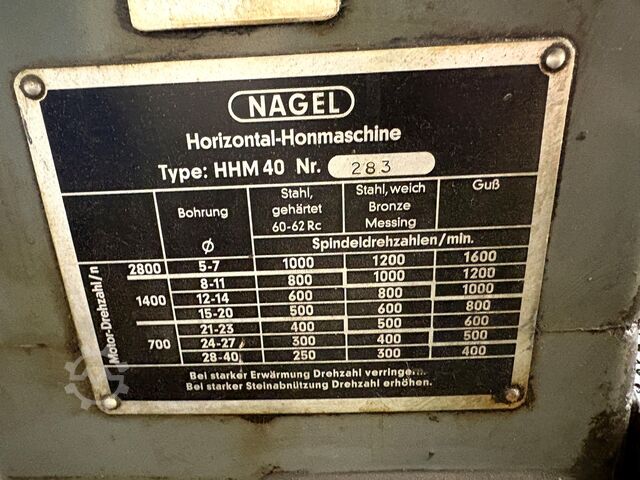 NAGEL
Horizontal-Honmaschine
Type: HHM 40 Nr. 283
Motor-Drehzahl/n
Bohrung ø
Stahl, gehärtet 60-62 Rc
Stahl, weich Bronze Messing
Guß
Spindeldrehzahlen/min.
2800 5-7 1000 1200 1600
8-11 800 1000 1200
1400 12-14 600 800 1000
15-20 500 600 800
21-23 400 500 600
700 24-27 300 400 500
28-40 250 300 400
Bei starker Erwärmung Drehzahl verringern.
Bei starker Steinabnützung Drehzahl erhöhen.